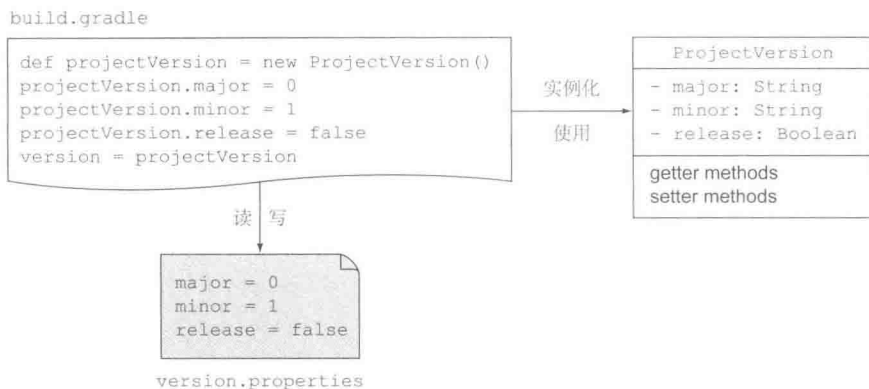 build.gradle
def projectVersion = new ProjectVersion()
projectVersion.major = 0
projectVersion.minor = 1
projectVersion.release = false
version = projectVersion
实例化
使用
ProjectVersion
- major: String
- minor: String
- release: Boolean
getter methods
setter methods
读 写
major = 0
minor = 1
release = false
version.properties